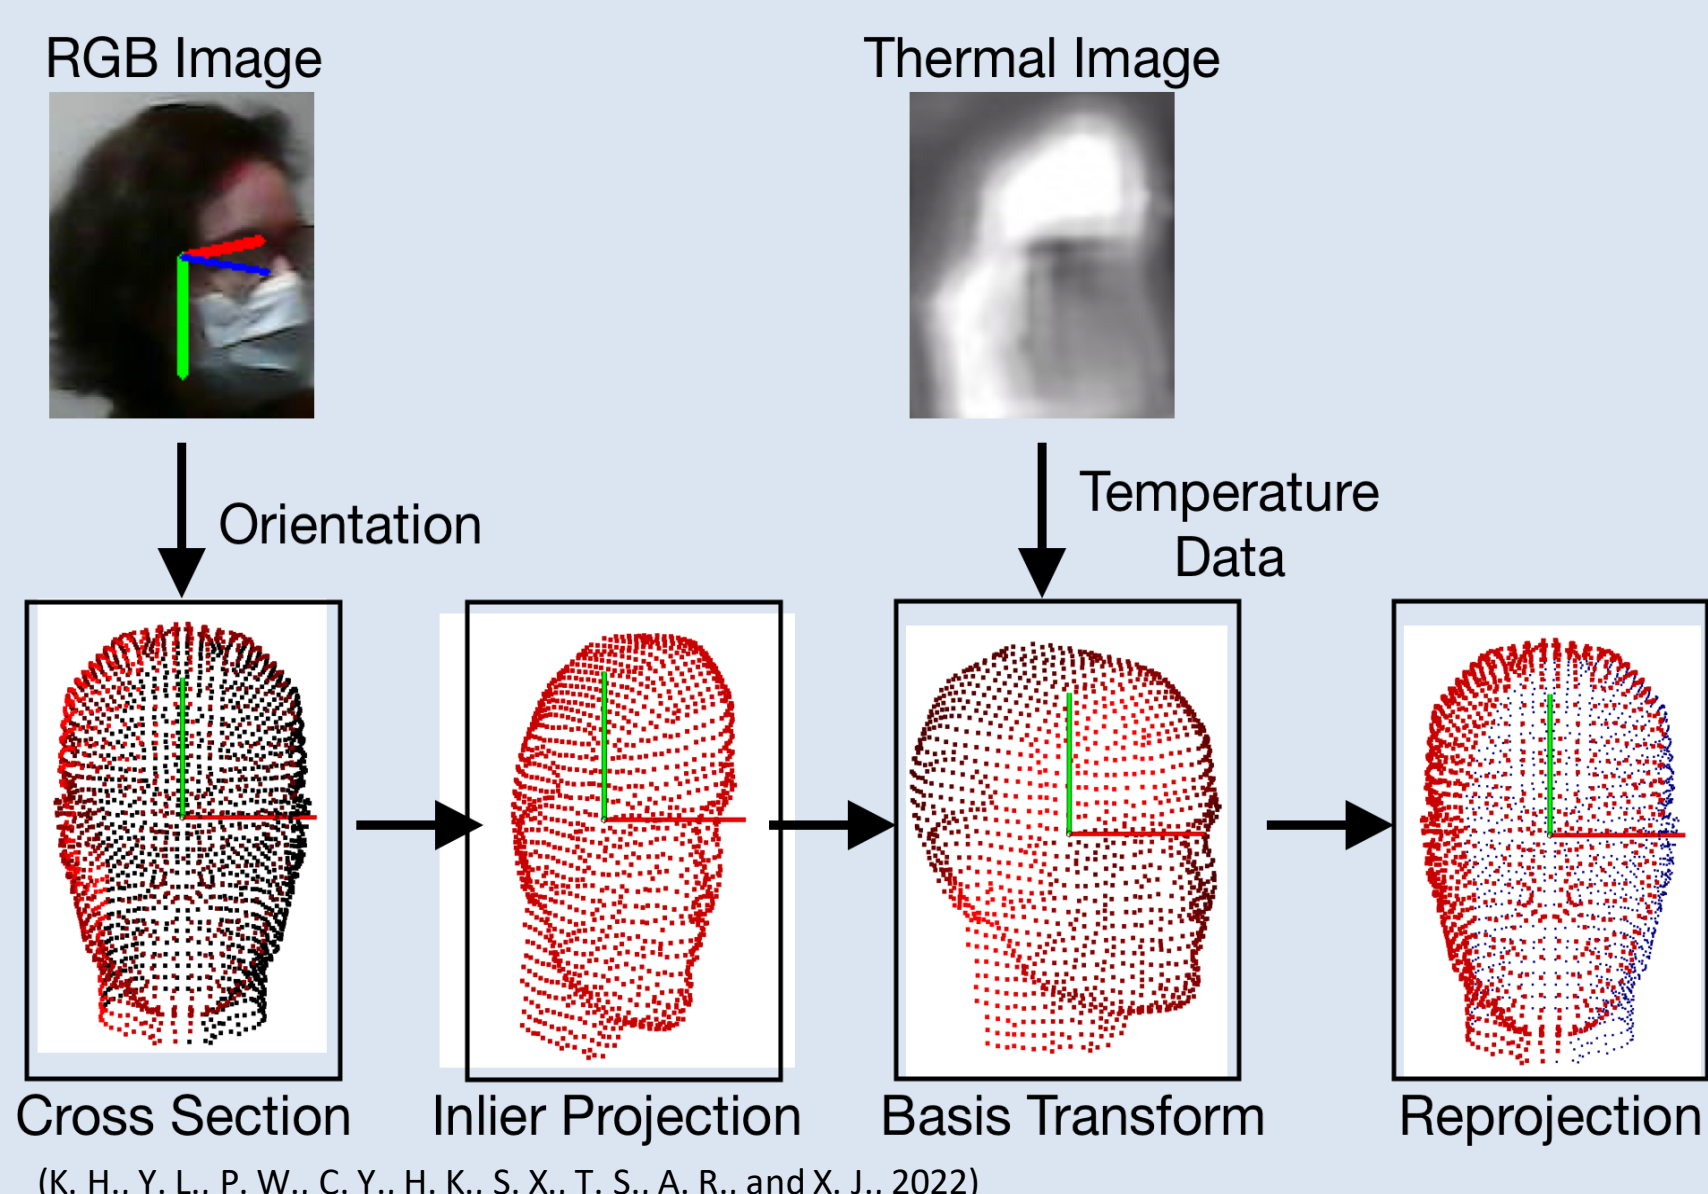 RGB Image
Thermal Image
Orientation
Temperature
Data
Cross Section
Inlier Projection
Basis Transform
Reprojection
(K. H., Y. L., P. W., C. Y., H. K., S. X., T. S., A. R., and X. J., 2022)